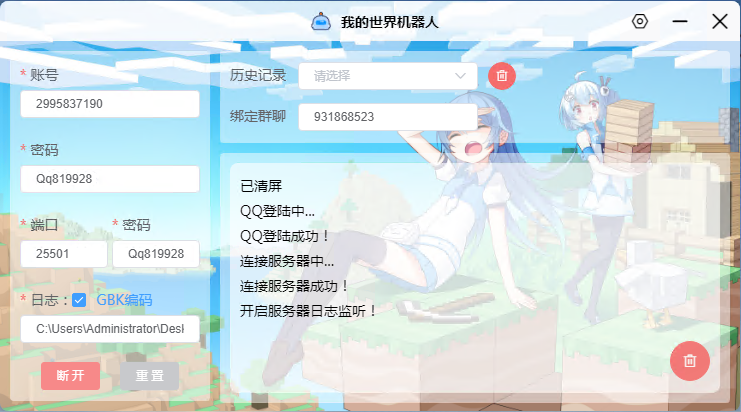 我的世界机器人
* 账号
2995837190
* 密码
Qq819928
* 端口
* 密码
25501
Qq819928
* 日志：
GBK编码
C:\Users\Administrator\Desl
断开
重置
历史记录
请选择
绑定群聊
931868523
已清屏
QQ登陆中...
QQ登陆成功！
连接服务器中...
连接服务器成功！
开启服务器日志监听！